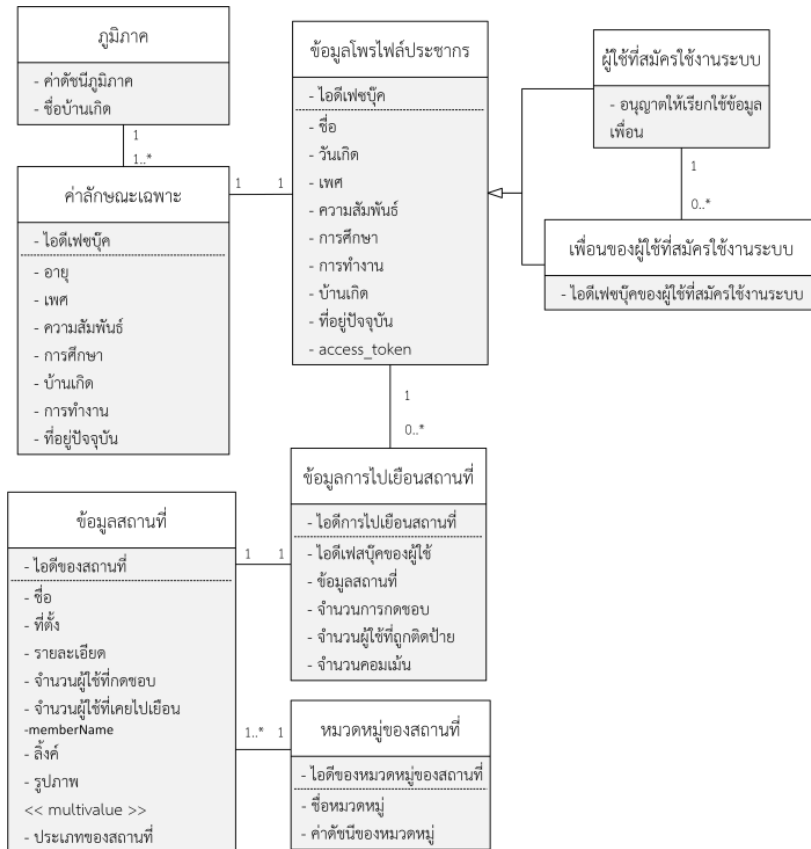 ภูมิภาค
- ค่าดัชนีภูมิภาค
- ชื่อบ้านเกิด
1
1..*
ค่าลักษณะเฉพาะ
- ไอดีเฟซบุ๊ค
- อายุ
- เพศ
- ความสัมพันธ์
- การศึกษา
- บ้านเกิด
- การทำงาน
- ที่อยู่ปัจจุบัน
1
1
ข้อมูลโพรไฟล์ประชากร
- ไอดีเฟซบุ๊ค
- ชื่อ
- วันเกิด
- เพศ
- ความสัมพันธ์
- การศึกษา
- การทำงาน
- บ้านเกิด
- ที่อยู่ปัจจุบัน
- access_token
ผู้ใช้ที่สมัครใช้งานระบบ
- อนุญาตให้เรียกใช้ข้อมูล
เพื่อน
1
0..*
เพื่อนของผู้ใช้ที่สมัครใช้งานระบบ
- ไอดีเฟซบุ๊คของผู้ใช้ที่สมัครใช้งานระบบ
1
0..*
ข้อมูลการไปเยือนสถานที่
- ไอดีการไปเยือนสถานที่
- ไอดีเฟสบุ๊คของผู้ใช้
- ข้อมูลสถานที่
- จำนวนการกดชอบ
- จำนวนผู้ใช้ที่ถูกติดป้าย
- จำนวนคอมเม้น
1
1
ข้อมูลสถานที่
- ไอดีของสถานที่
- ชื่อ
- ที่ตั้ง
- รายละเอียด
- จำนวนผู้ใช้ที่กดชอบ
- จำนวนผู้ใช้ที่เคยไปเยือน
-memberName
- ลิ้งค์
- รูปภาพ
<< multivalue >>
- ประเภทของสถานที่
1..*
1
หมวดหมู่ของสถานที่
- ไอดีของหมวดหมู่ของสถานที่
- ชื่อหมวดหมู่
- ค่าดัชนีของหมวดหมู่